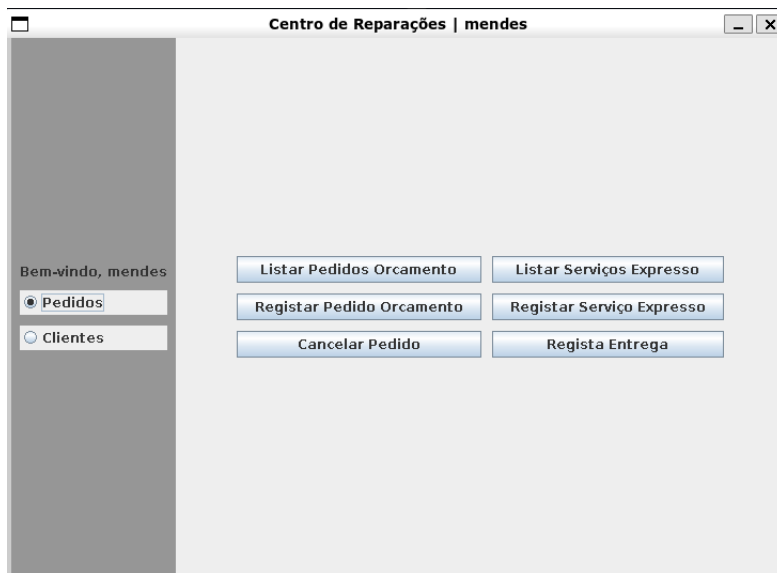 Centro de Reparações | mendes
Bem-vindo, mendes
Pedidos
Clientes
Listar Pedidos Orcamento
Listar Serviços Expresso
Registar Pedido Orcamento
Registar Serviço Expresso
Cancelar Pedido
Regista Entrega